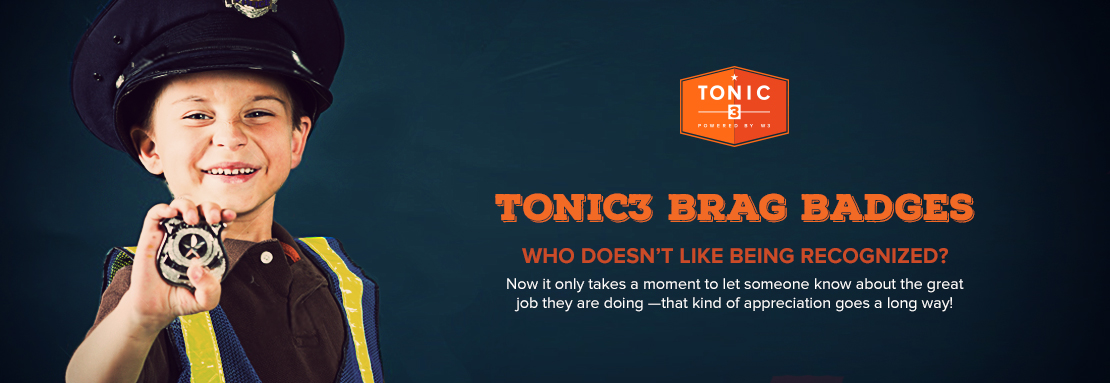 TONIC
3
POWERED BY W3
TONIC3 BRAG BADGES
WHO DOESN'T LIKE BEING RECOGNIZED?
Now it only takes a moment to let someone know about the great
job they are doing —that kind of appreciation goes a long way!